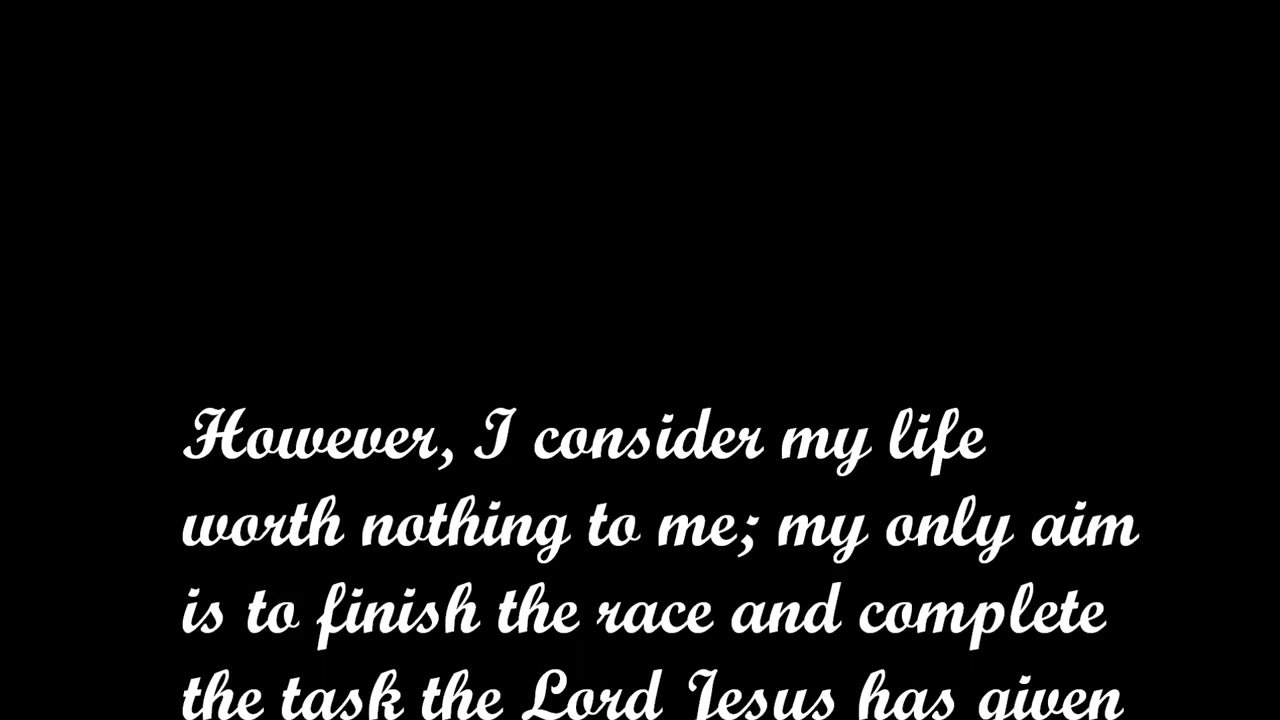 However, I consider my life
worth nothing to me; my only aim
is to finish the race and complete
the task the Lord Jesus has given